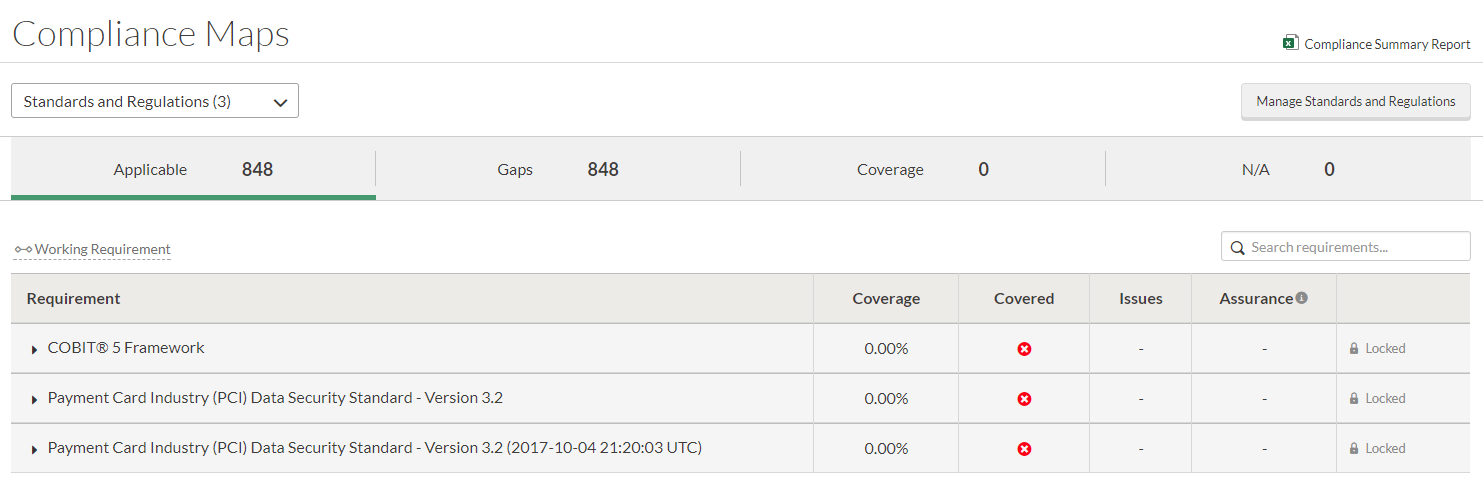 Compliance Maps
Compliance Summary Report
Standards and Regulations (3)
Manage Standards and Regulations
Applicable 848 Gaps 848 Coverage 0 N/A 0
Working Requirement
Search requirements...
Requirement Coverage Covered Issues Assurance
COBIT® 5 Framework 0.00% - - Locked
Payment Card Industry (PCI) Data Security Standard - Version 3.2 0.00% - - Locked
Payment Card Industry (PCI) Data Security Standard - Version 3.2 (2017-10-04 21:20:03 UTC) 0.00% - - Locked